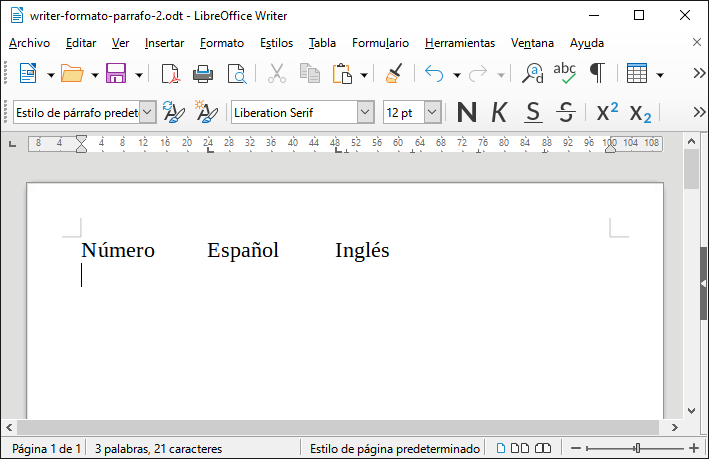 writer-formato-parrafo-2.odt - LibreOffice Writer
Archivo Editar Ver Insertar Formato Estilos Tabla Formulario Herramientas Ventana Ayuda
Estilo de párrafo predet Liberation Serif 12 pt N K S S X² X₂
8 4 4 8 12 16 20 24 28 32 36 40 44 48 52 56 60 64 68 72 76 80 84 88 92 96 100 104 108
Número Español Inglés
Página 1 de 1 3 palabras, 21 caracteres Estilo de página predeterminado